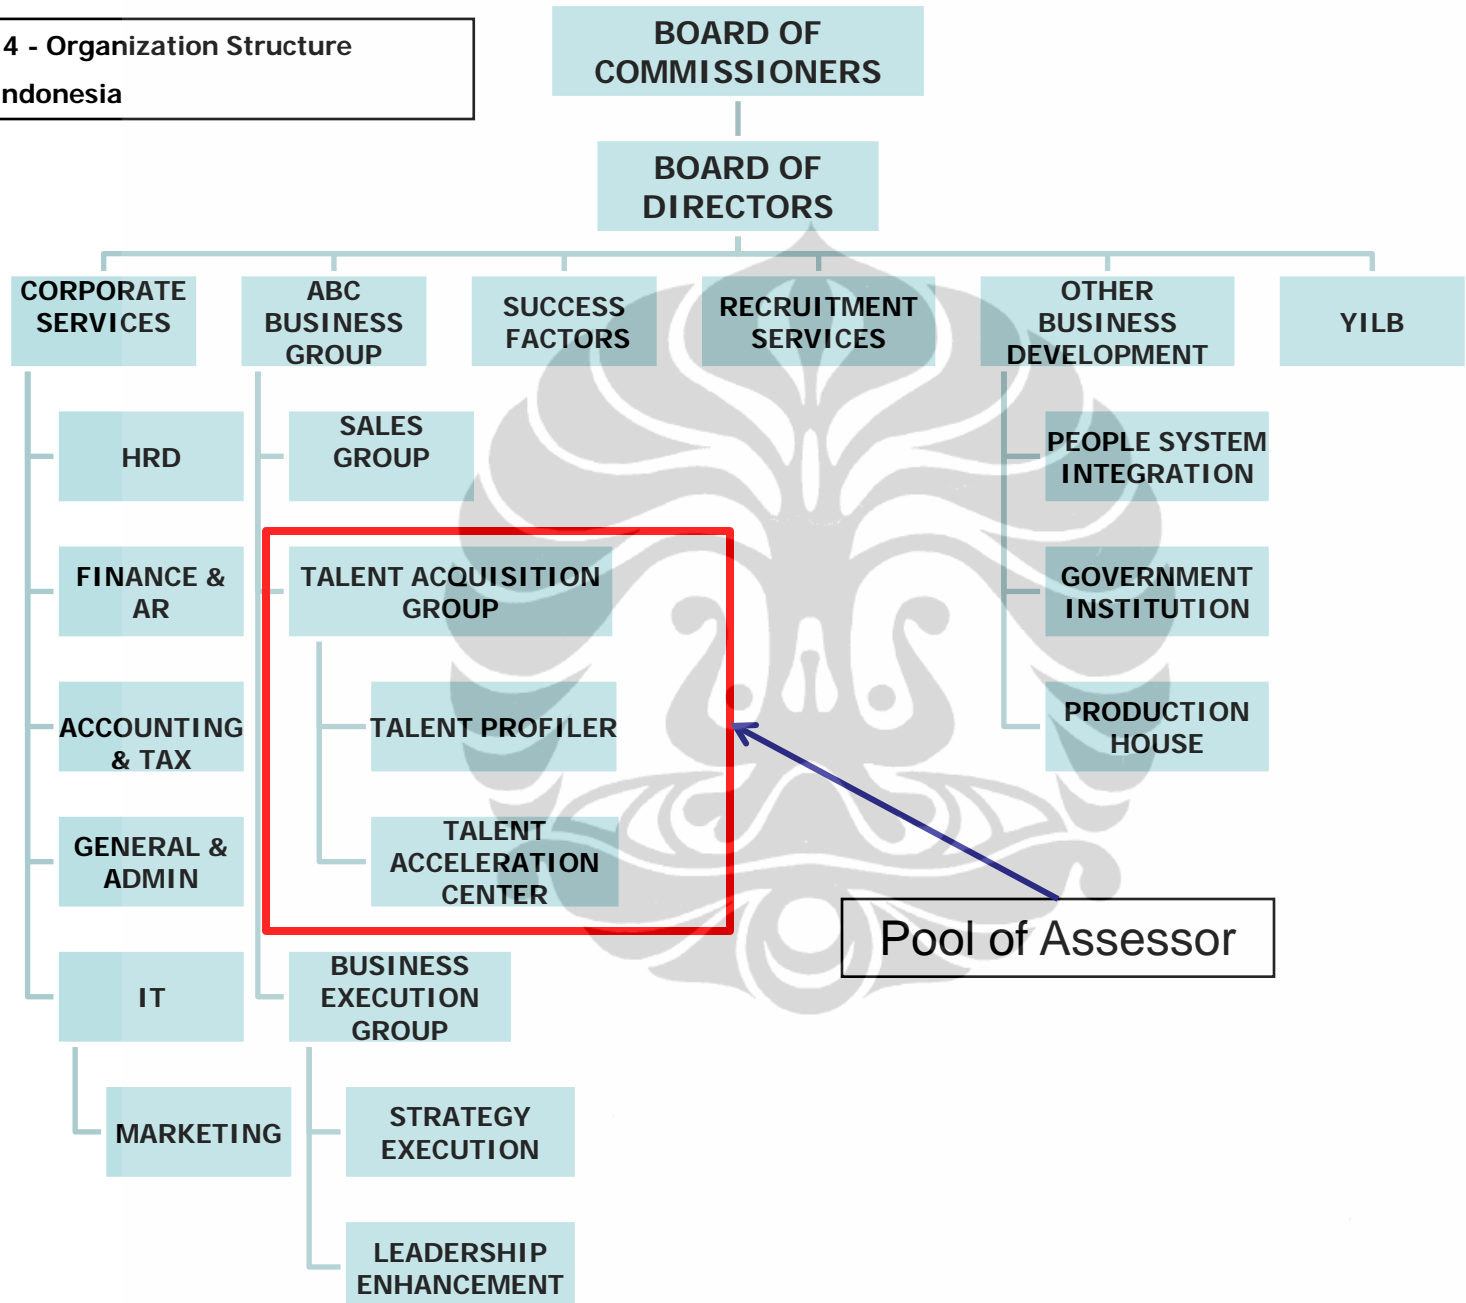 4 - Organization Structure
ndonesia
BOARD OF
COMMISSIONERS
BOARD OF
DIRECTORS
CORPORATE
SERVICES
ABC
BUSINESS
GROUP
SUCCESS
FACTORS
RECRUITMENT
SERVICES
OTHER
BUSINESS
DEVELOPMENT
YILB
HRD
FINANCE &
AR
ACCOUNTING
& TAX
GENERAL &
ADMIN
IT
MARKETING
SALES
GROUP
TALENT ACQUISITION
GROUP
TALENT PROFILER
TALENT
ACCELERATION
CENTER
BUSINESS
EXECUTION
GROUP
STRATEGY
EXECUTION
LEADERSHIP
ENHANCEMENT
PEOPLE SYSTEM
INTEGRATION
GOVERNMENT
INSTITUTION
PRODUCTION
HOUSE
Pool of Assessor